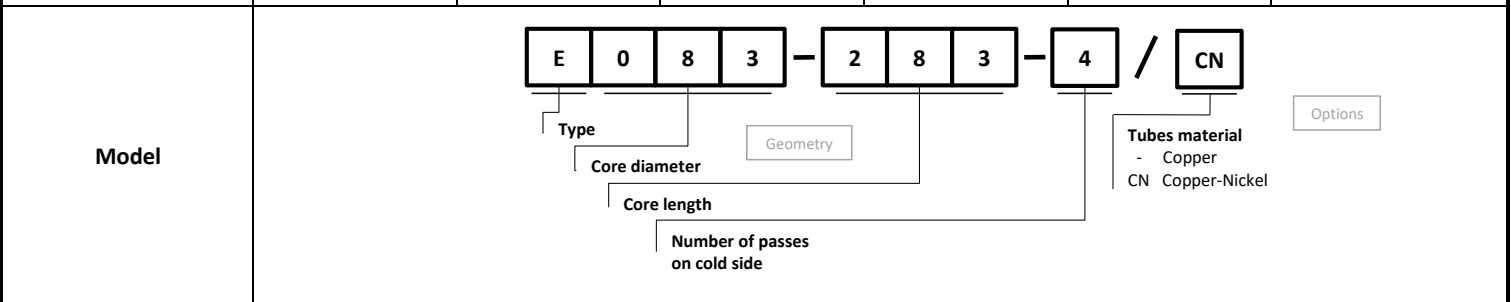 Model
E 0 8 3 - 2 8 3 - 4 / CN
Type
Core diameter
Core length
Number of passes
on cold side
Geometry
Tubes material
- Copper
CN Copper-Nickel
Options